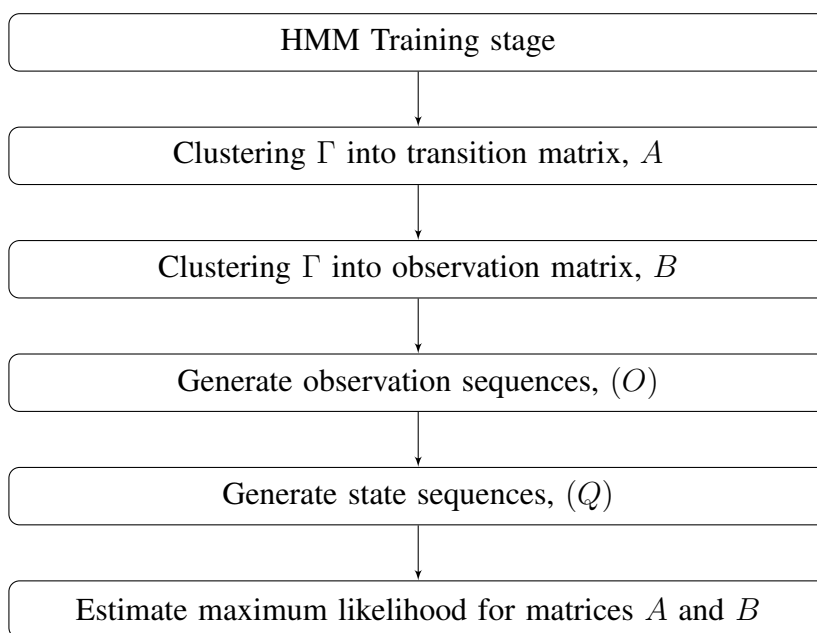 HMM Training stage
Clustering Γ into transition matrix, A
Clustering Γ into observation matrix, B
Generate observation sequences, (O)
Generate state sequences, (Q)
Estimate maximum likelihood for matrices A and B